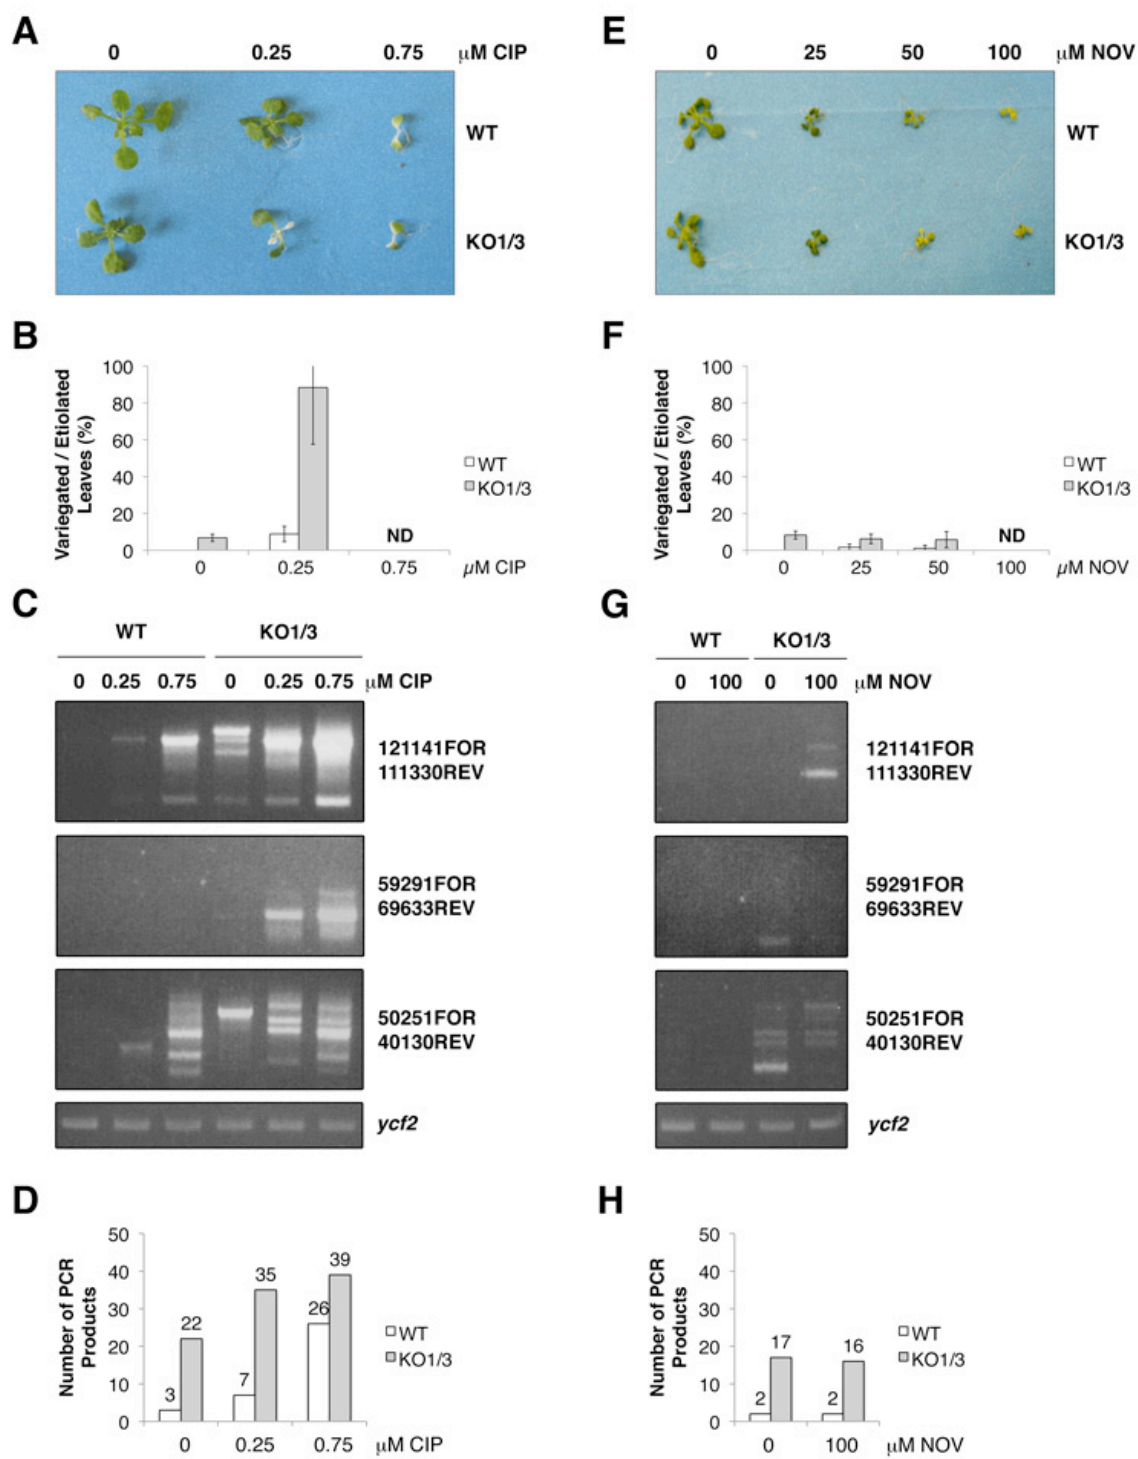 A
0 0.25 0.75 μM CIP
WT
KO1/3
B
Variegated / Etiolated
Leaves (%)
100
80
60
40
20
0
ND
WT
KO1/3
0 0.25 0.75 μM CIP
C
WT KO1/3
0 0.25 0.75 0 0.25 0.75 μM CIP
121141FOR
111330REV
59291FOR
69633REV
50251FOR
40130REV
ycf2
D
Number of PCR
Products
50
40
30
20
10
0
3 22 7 35 26 39
WT
KO1/3
0 0.25 0.75 μM CIP
E
0 25 50 100 μM NOV
WT
KO1/3
F
Variegated / Etiolated
Leaves (%)
100
80
60
40
20
0
ND
WT
KO1/3
0 25 50 100 μM NOV
G
WT KO1/3
0 100 0 100 μM NOV
121141FOR
111330REV
59291FOR
69633REV
50251FOR
40130REV
ycf2
H
Number of PCR
Products
50
40
30
20
10
0
2 17 2 16
WT
KO1/3
0 100 μM NOV